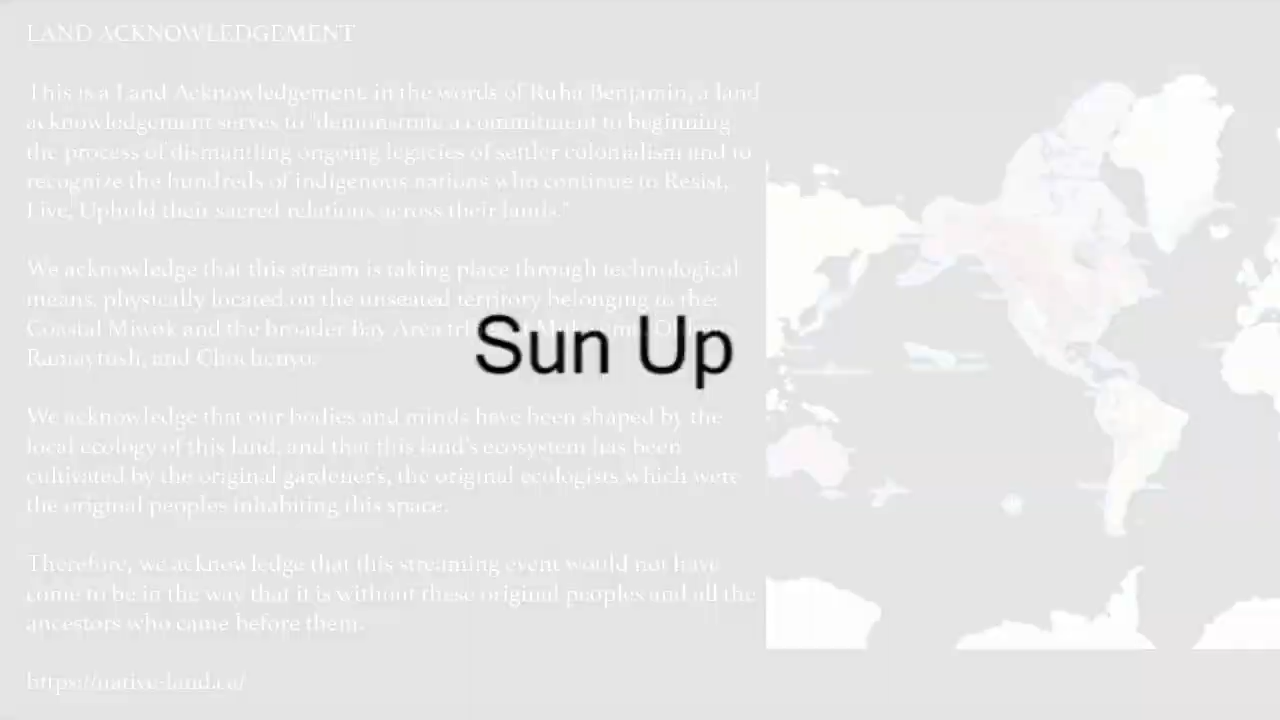 LAND ACKNOWLEDGEMENT
This is a Land Acknowledgement, in the words of Ruha Benjamin, a land
acknowledgement serves to "demonstrate a commitment to beginning
the process of dismantling ongoing legacies of settler colonialism and to
recognize the hundreds of indigenous nations who continue to Resist,
Live, Uphold their sacred relations across their lands."
We acknowledge that this stream is taking place through technological
means, physically located on the unseated territory belonging to the:
Coastal Miwok and the broader Bay Area
Ramaytush, and Chochenyo.
Sun Up
We acknowledge that our bodies and minds have been shaped by the
local ecology of this land, and that this land's ecosystem has been
cultivated by the original gardener's, the original ecologists which were
the original peoples inhabiting this space.
Therefore, we acknowledge that this streaming event would not have
come to be in the way that it is without these original peoples and all the
ancestors who came before them.
https://native-land.ca/